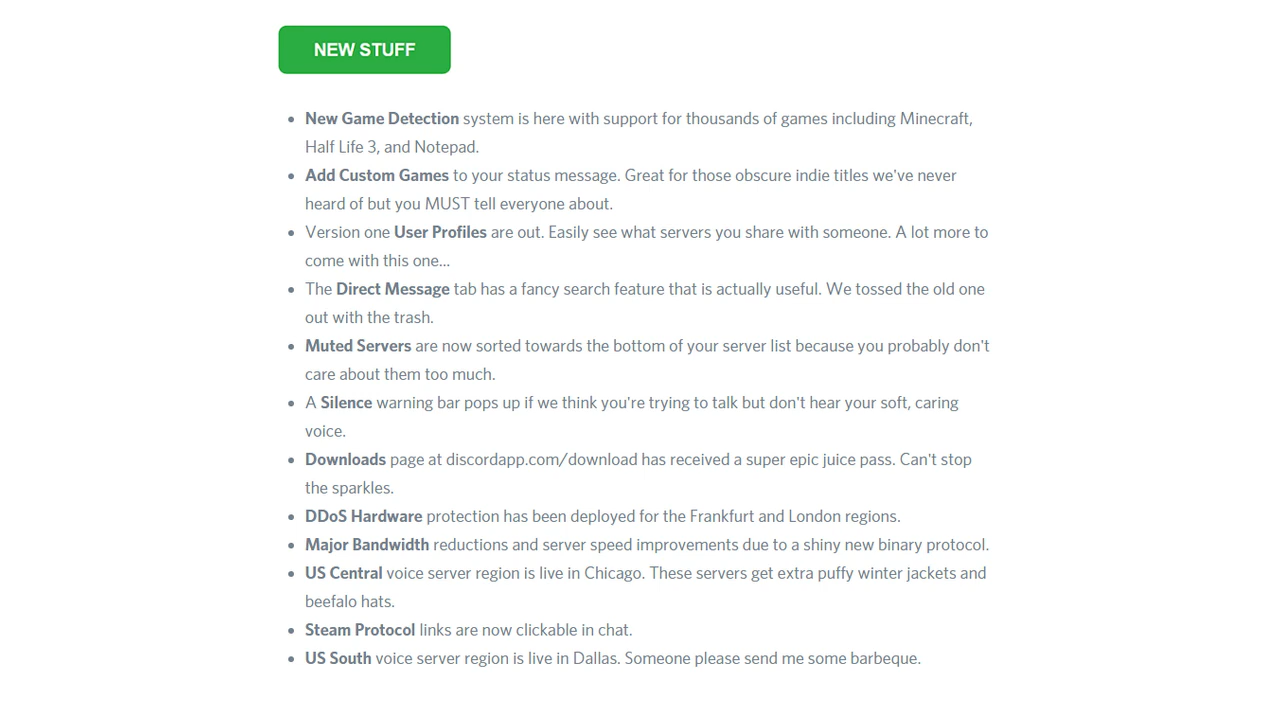 NEW STUFF
New Game Detection system is here with support for thousands of games including Minecraft,
Half Life 3, and Notepad.
Add Custom Games to your status message. Great for those obscure indie titles we've never
heard of but you MUST tell everyone about.
Version one User Profiles are out. Easily see what servers you share with someone. A lot more to
come with this one...
The Direct Message tab has a fancy search feature that is actually useful. We tossed the old one
out with the trash.
Muted Servers are now sorted towards the bottom of your server list because you probably don't
care about them too much.
A Silence warning bar pops up if we think you're trying to talk but don't hear your soft, caring
voice.
Downloads page at discordapp.com/download has received a super epic juice pass. Can't stop
the sparkles.
DDoS Hardware protection has been deployed for the Frankfurt and London regions.
Major Bandwidth reductions and server speed improvements due to a shiny new binary protocol.
US Central voice server region is live in Chicago. These servers get extra puffy winter jackets and
beefalo hats.
Steam Protocol links are now clickable in chat.
US South voice server region is live in Dallas. Someone please send me some barbeque.